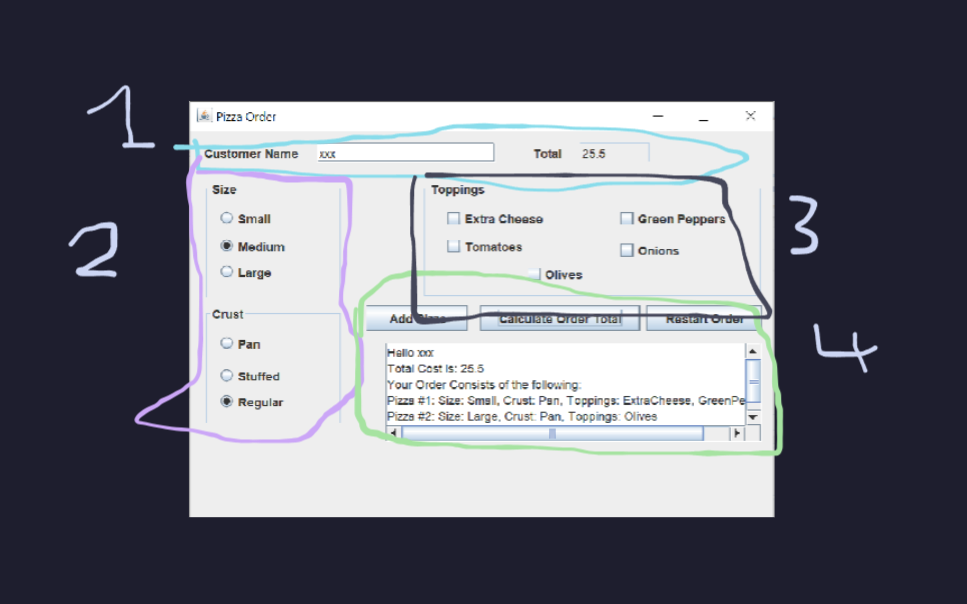 1
Pizza Order
Customer Name xxx Total 25.5
Size
Small
Medium
Large
2
Crust
Pan
Stuffed
Regular
Toppings
Extra Cheese Green Peppers
Tomatoes Onions
Olives
3
Add Pizza Calculate Order Total Restart Order
4
Hello xxx
Total Cost Is: 25.5
Your Order Consists of the following:
Pizza #1: Size: Small, Crust: Pan, Toppings: ExtraCheese, GreenPe
Pizza #2: Size: Large, Crust: Pan, Toppings: Olives